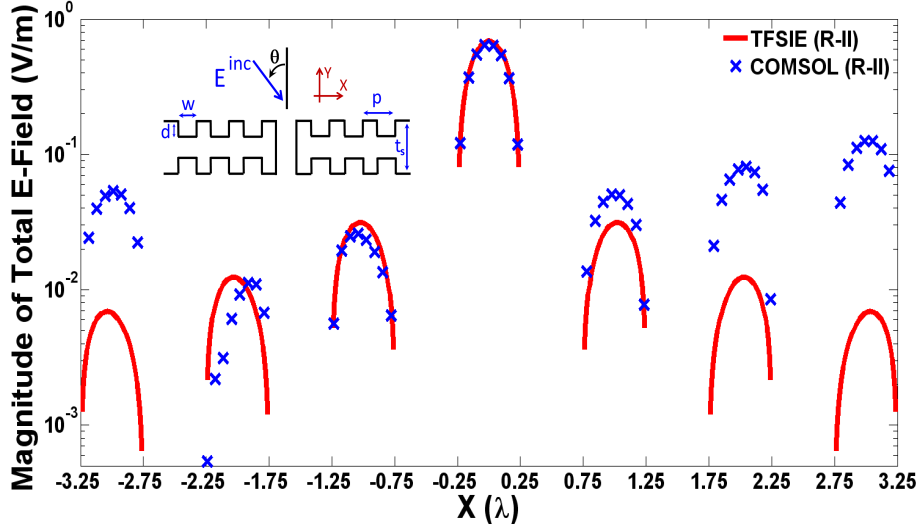 Magnitude of Total E-Field (V/m)
10^0
10^-1
10^-2
10^-3
TFSIE (R-II)
COMSOL (R-II)
E^inc
θ
Y
X
w
d
p
t_s
-3.25 -2.75 -2.25 -1.75 -1.25 -0.75 -0.25 0.25 0.75 1.25 1.75 2.25 2.75 3.25
X (λ)